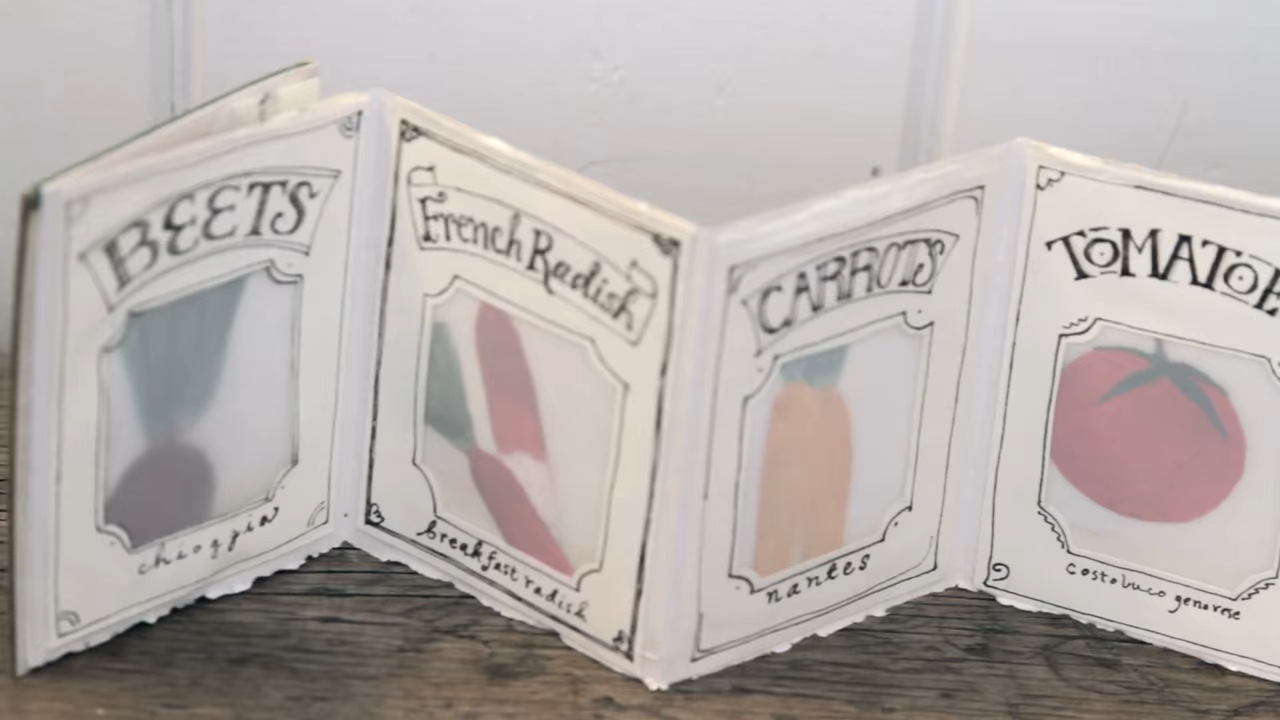 BEETS
chioggia
French Radish
breakfast radish
CARROTS
nantes
TOMATOE
costoluco genovese